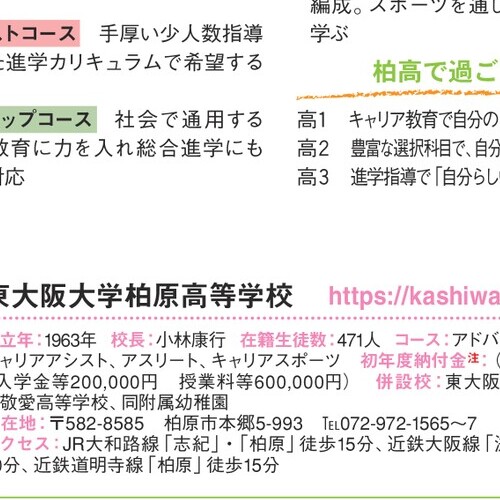 ストコース　手厚い少人数指導
進学カリキュラムで希望する
ップコース　社会で通用する
教育に力を入れ総合進学にも
対応
編成。スポーツを通し
学ぶ
柏高で過ご
高1　キャリア教育で自分の
高2　豊富な選択科目で、自分
高3　進学指導で「自分らし
東大阪大学柏原高等学校　https://kashiwa
立年：1963年　校長：小林康行　在籍生徒数：471人　コース：アドバ
ャリアアシスト、アスリート、キャリアスポーツ　初年度納付金注：（
入学金等200,000円　授業料等600,000円）　併設校：東大阪
敬愛高等学校、同附属幼稚園
在地：〒582-8585　柏原市本郷5-993　℡072-972-1565〜7
クセス：JR大和路線「志紀」・「柏原」徒歩15分、近鉄大阪線「
分、近鉄道明寺線「柏原」徒歩15分